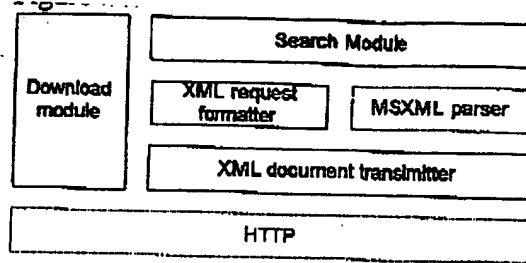 Search Module
Download
module
XML request
formatter
MSXML parser
XML document transimitter
HTTP